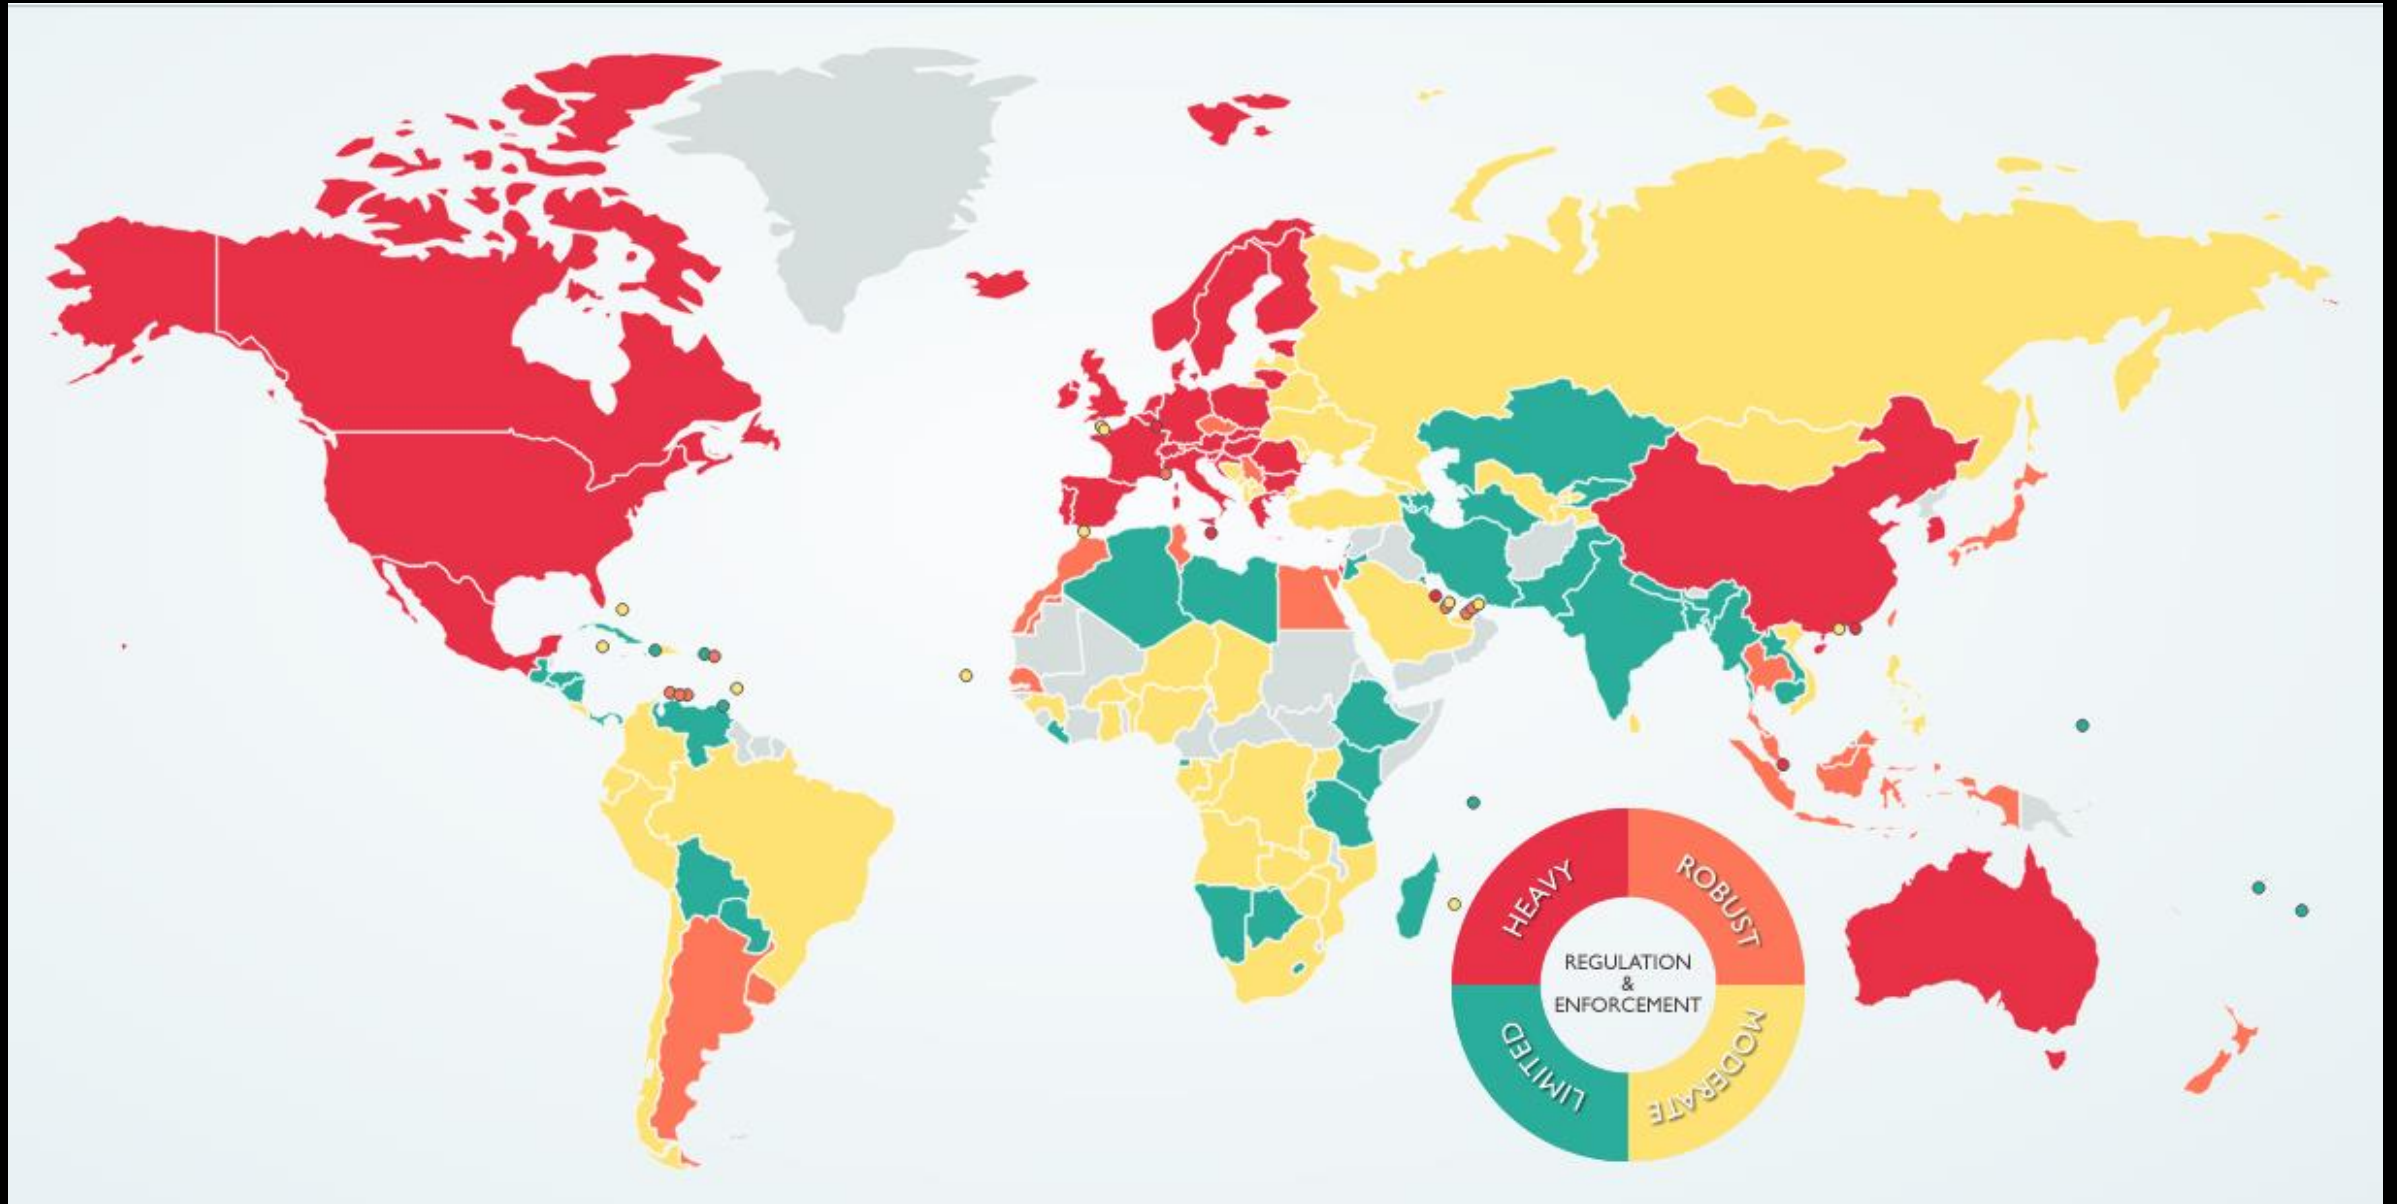 HEAVY
ROBUST
REGULATION
&
ENFORCEMENT
LIMITED
MODERATE